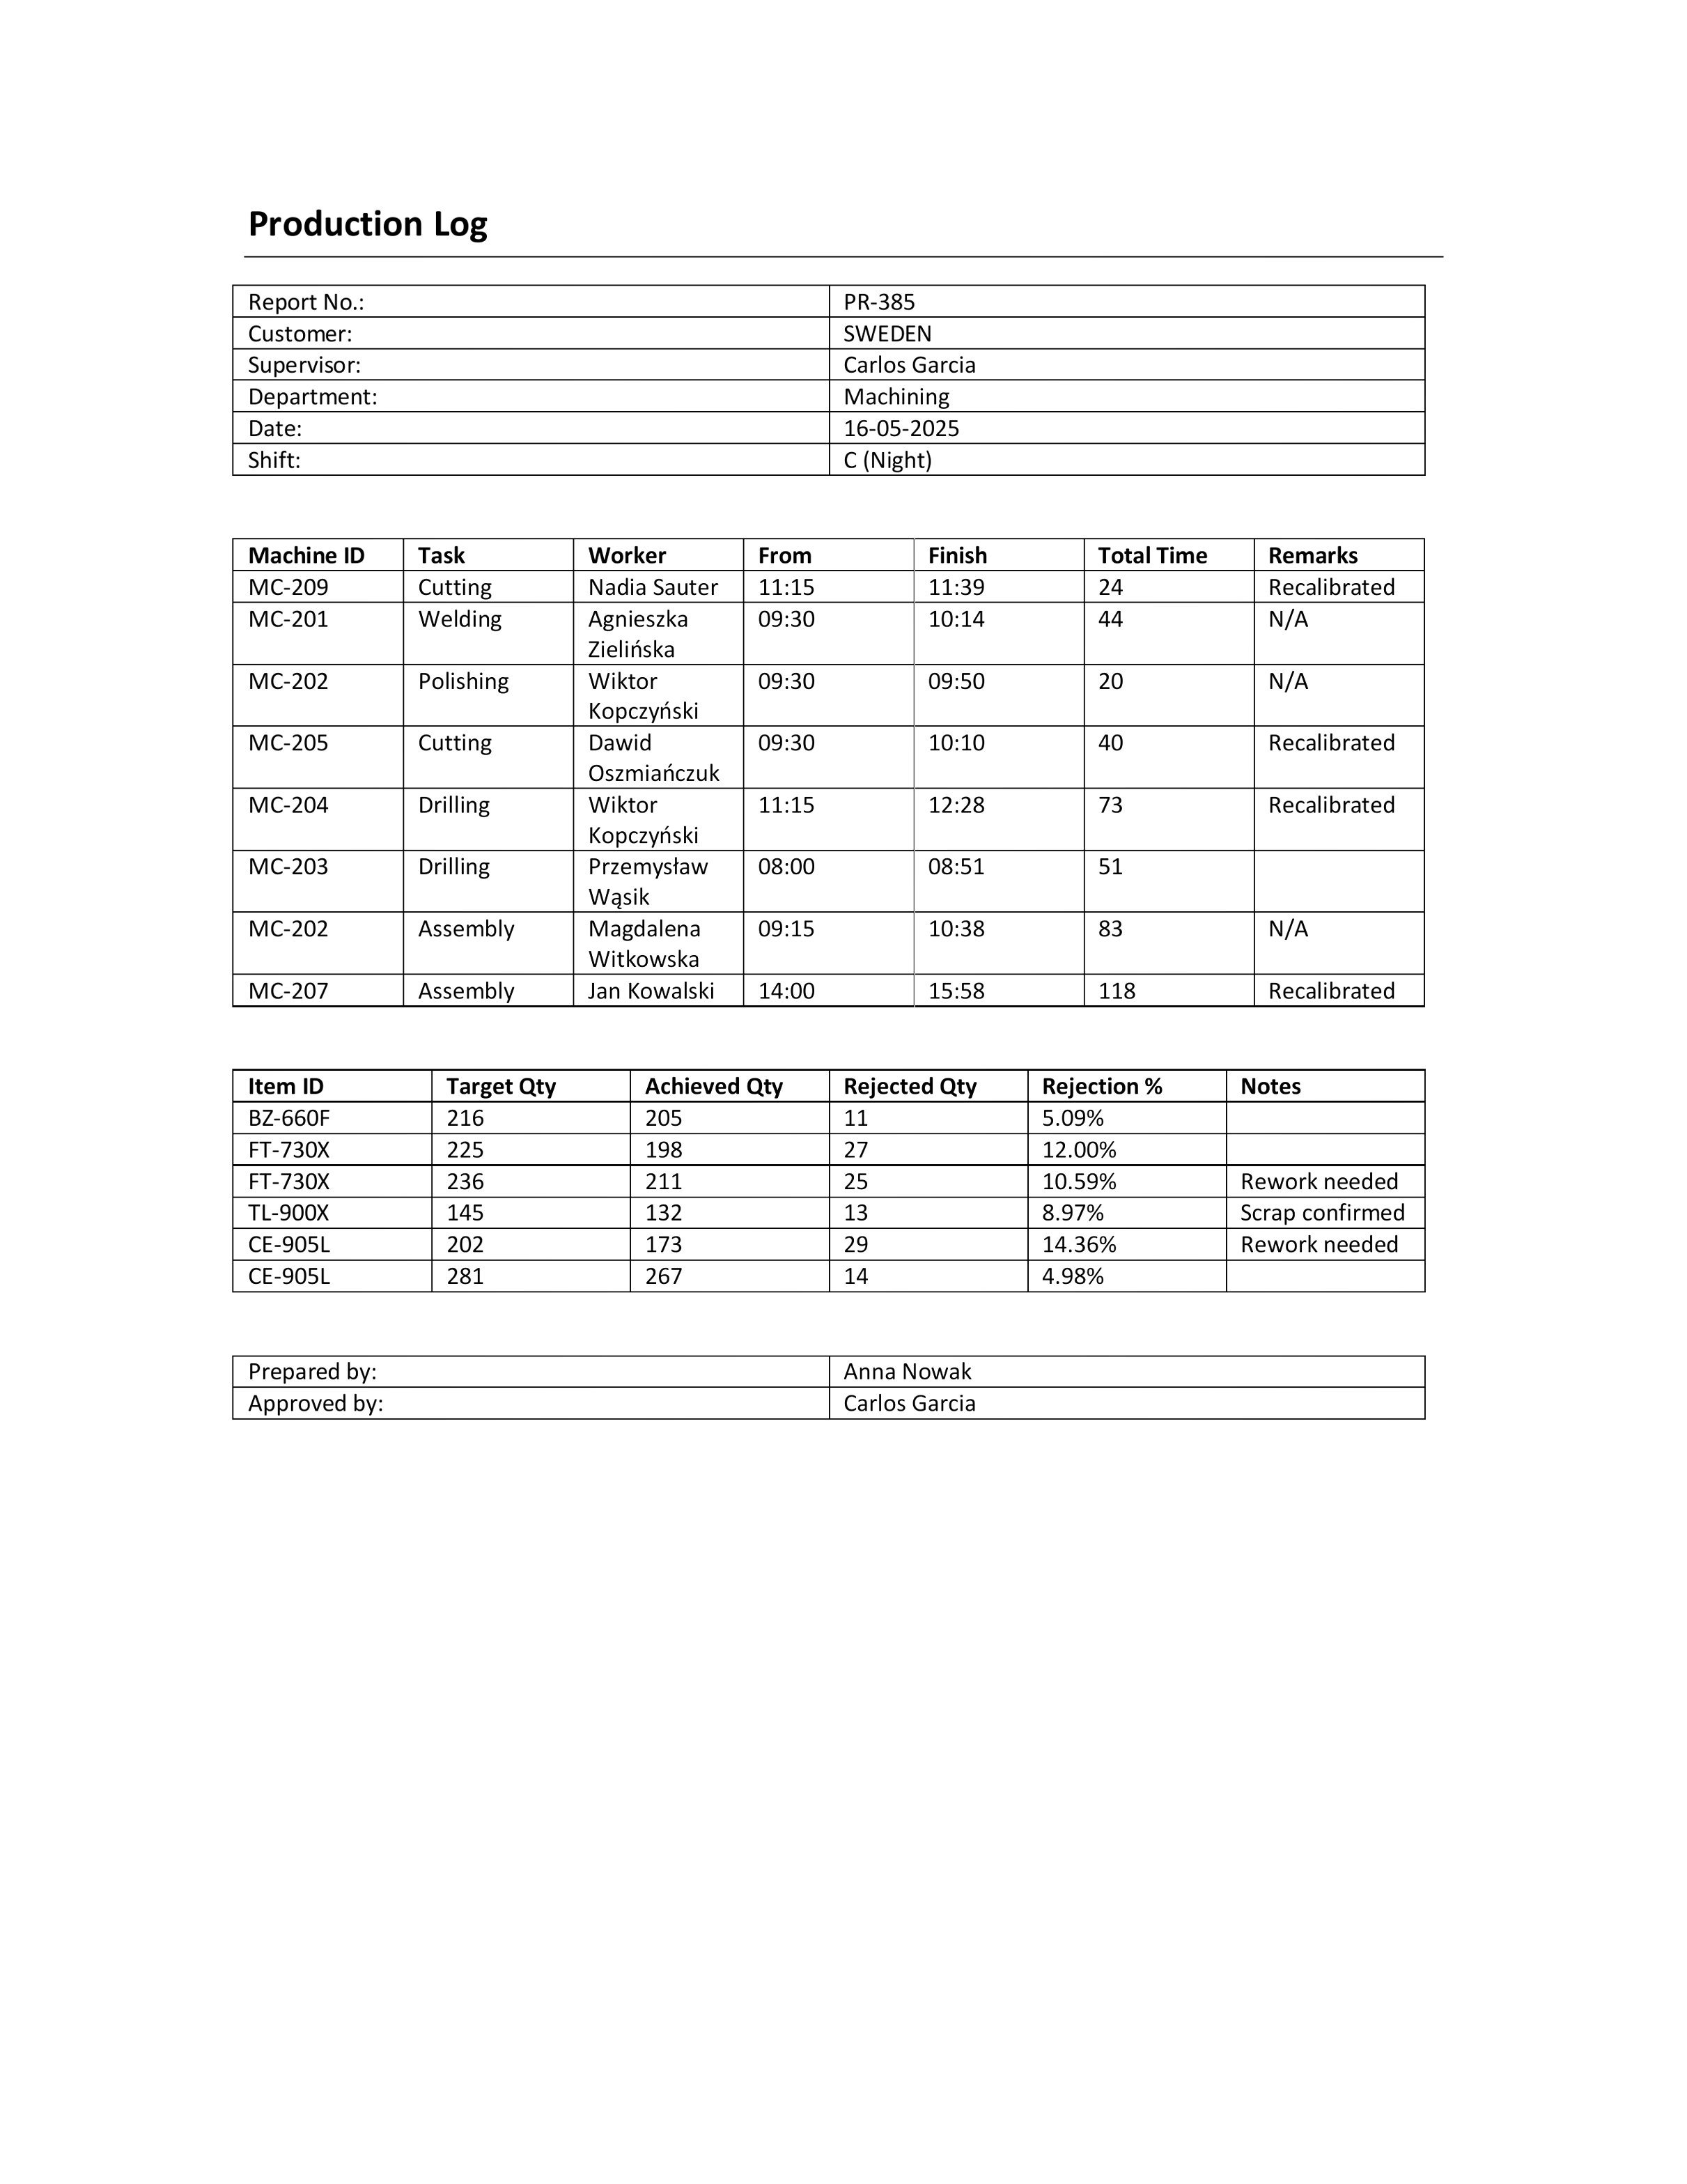 Production Log
Report No.: PR-385
Customer: SWEDEN
Supervisor: Carlos Garcia
Department: Machining
Date: 16-05-2025
Shift: C (Night)
Machine ID Task Worker From Finish Total Time Remarks
MC-209 Cutting Nadia Sauter 11:15 11:39 24 Recalibrated
MC-201 Welding Agnieszka 09:30 10:14 44 N/A
Zielińska
MC-202 Polishing Wiktor 09:30 09:50 20 N/A
Kopczyński
MC-205 Cutting Dawid 09:30 10:10 40 Recalibrated
Oszmiańczuk
MC-204 Drilling Wiktor 11:15 12:28 73 Recalibrated
Kopczyński
MC-203 Drilling Przemysław 08:00 08:51 51
Wąsik
MC-202 Assembly Magdalena 09:15 10:38 83 N/A
Witkowska
MC-207 Assembly Jan Kowalski 14:00 15:58 118 Recalibrated
Item ID Target Qty Achieved Qty Rejected Qty Rejection % Notes
BZ-660F 216 205 11 5.09%
FT-730X 225 198 27 12.00%
FT-730X 236 211 25 10.59% Rework needed
TL-900X 145 132 13 8.97% Scrap confirmed
CE-905L 202 173 29 14.36% Rework needed
CE-905L 281 267 14 4.98%
Prepared by: Anna Nowak
Approved by: Carlos Garcia